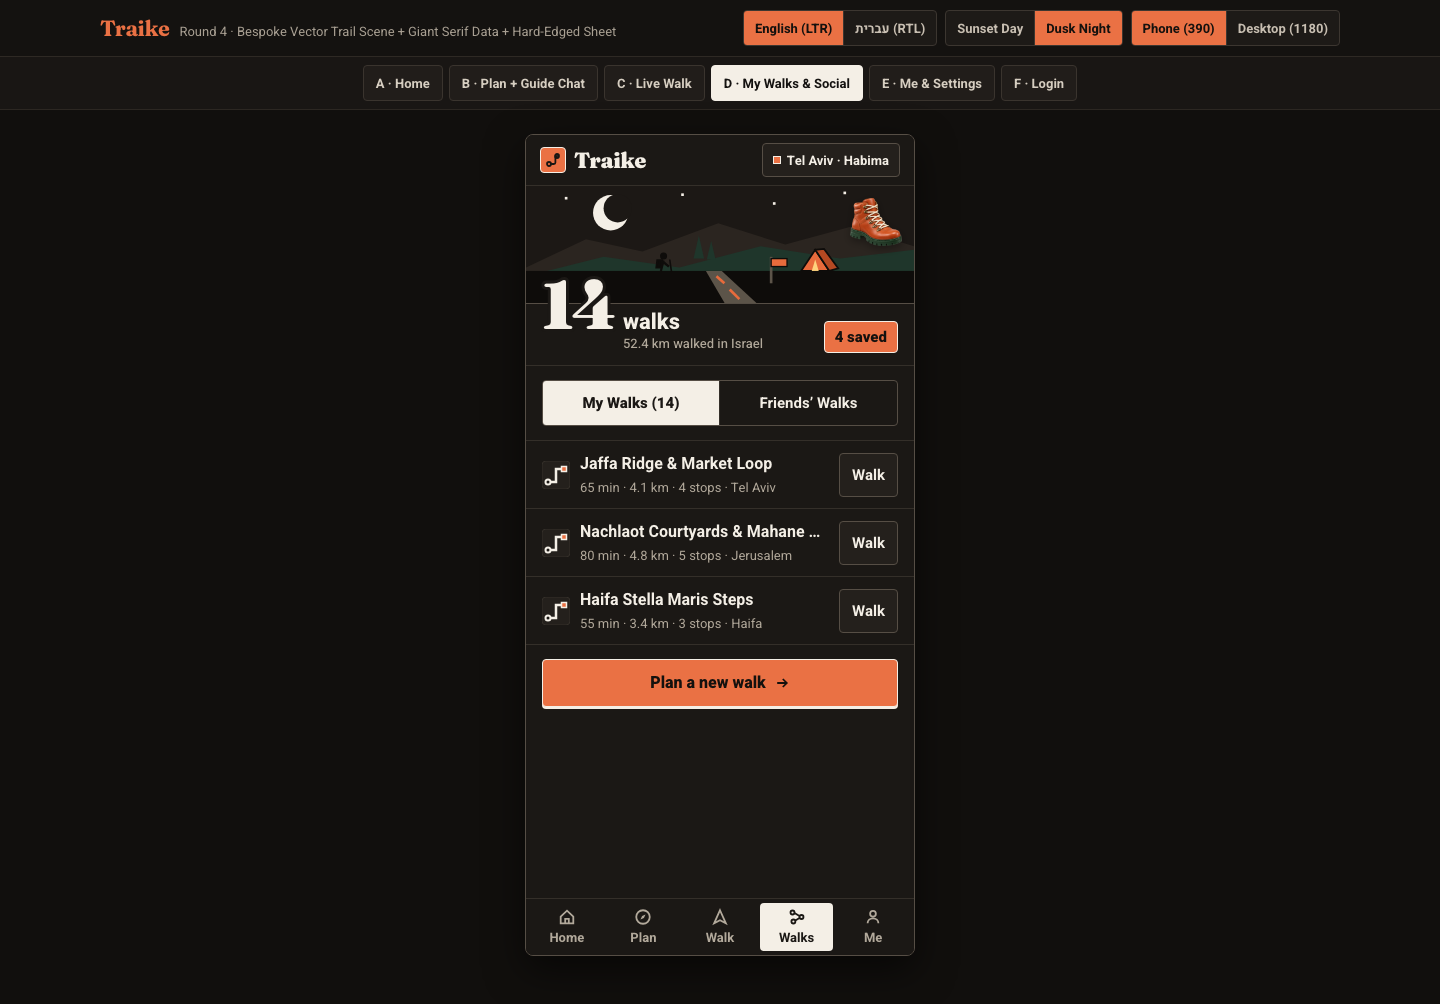 Traike Round 4 · Bespoke Vector Trail Scene + Giant Serif Data + Hard-Edged Sheet
English (LTR) עברית (RTL) Sunset Day Dusk Night Phone (390) Desktop (1180)
A · Home B · Plan + Guide Chat C · Live Walk D · My Walks & Social E · Me & Settings F · Login
Traike Tel Aviv · Habima
14 walks
52.4 km walked in Israel
4 saved
My Walks (14) Friends’ Walks
Jaffa Ridge & Market Loop
65 min · 4.1 km · 4 stops · Tel Aviv
Walk
Nachlaot Courtyards & Mahane ...
80 min · 4.8 km · 5 stops · Jerusalem
Walk
Haifa Stella Maris Steps
55 min · 3.4 km · 3 stops · Haifa
Walk
Plan a new walk →
Home Plan Walk Walks Me